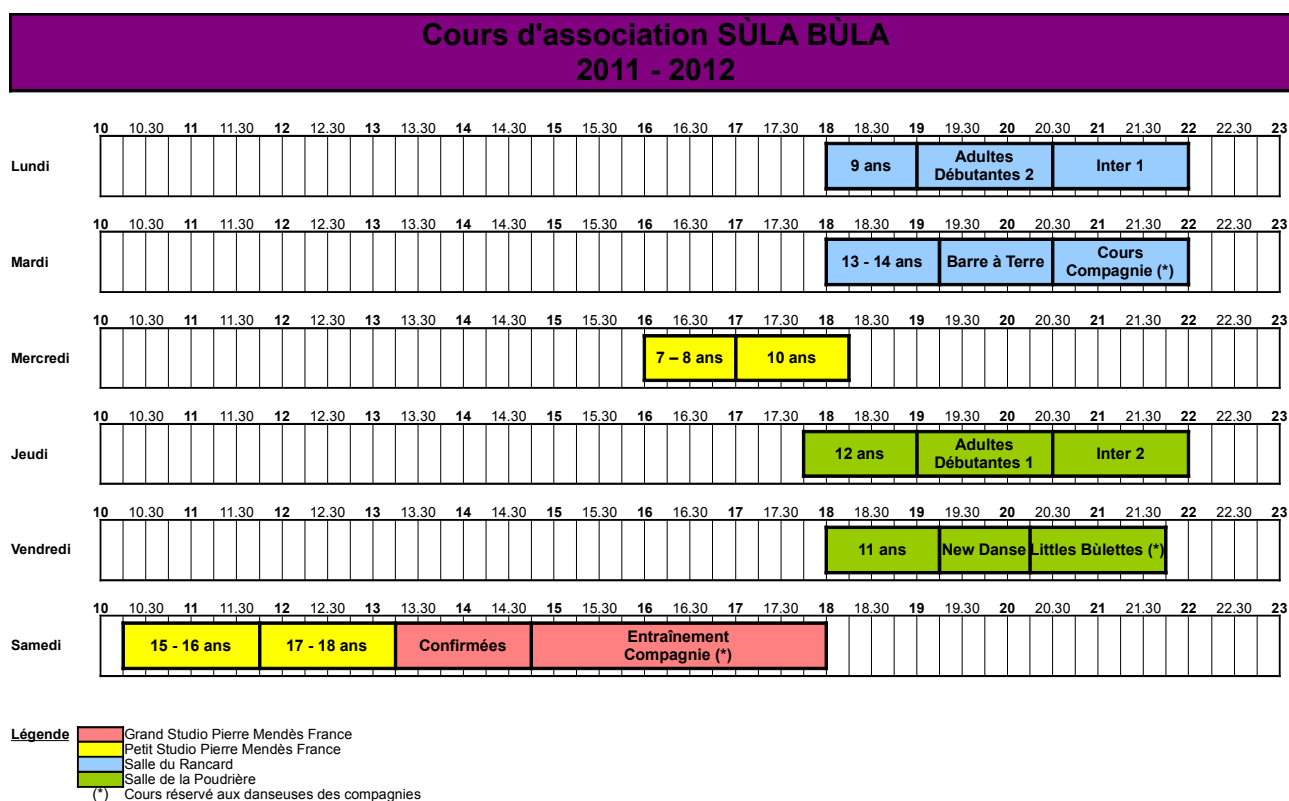 Cours d'association SÙLA BÙLA
2011 - 2012
10 10.30 11 11.30 12 12.30 13 13.30 14 14.30 15 15.30 16 16.30 17 17.30 18 18.30 19 19.30 20 20.30 21 21.30 22 22.30 23
Lundi 9 ans Adultes Débutantes 2 Inter 1
10 10.30 11 11.30 12 12.30 13 13.30 14 14.30 15 15.30 16 16.30 17 17.30 18 18.30 19 19.30 20 20.30 21 21.30 22 22.30 23
Mardi 13 - 14 ans Barre à Terre Cours Compagnie (*)
10 10.30 11 11.30 12 12.30 13 13.30 14 14.30 15 15.30 16 16.30 17 17.30 18 18.30 19 19.30 20 20.30 21 21.30 22 22.30 23
Mercredi 7 – 8 ans 10 ans
10 10.30 11 11.30 12 12.30 13 13.30 14 14.30 15 15.30 16 16.30 17 17.30 18 18.30 19 19.30 20 20.30 21 21.30 22 22.30 23
Jeudi 12 ans Adultes Débutantes 1 Inter 2
10 10.30 11 11.30 12 12.30 13 13.30 14 14.30 15 15.30 16 16.30 17 17.30 18 18.30 19 19.30 20 20.30 21 21.30 22 22.30 23
Vendredi 11 ans New Danse Littles Bùlettes (*)
10 10.30 11 11.30 12 12.30 13 13.30 14 14.30 15 15.30 16 16.30 17 17.30 18 18.30 19 19.30 20 20.30 21 21.30 22 22.30 23
Samedi 15 - 16 ans 17 - 18 ans Confirmées Entraînement Compagnie (*)
Légende Grand Studio Pierre Mendès France
Petit Studio Pierre Mendès France
Salle du Rancard
Salle de la Poudrière
(*) Cours réservé aux danseuses des compagnies